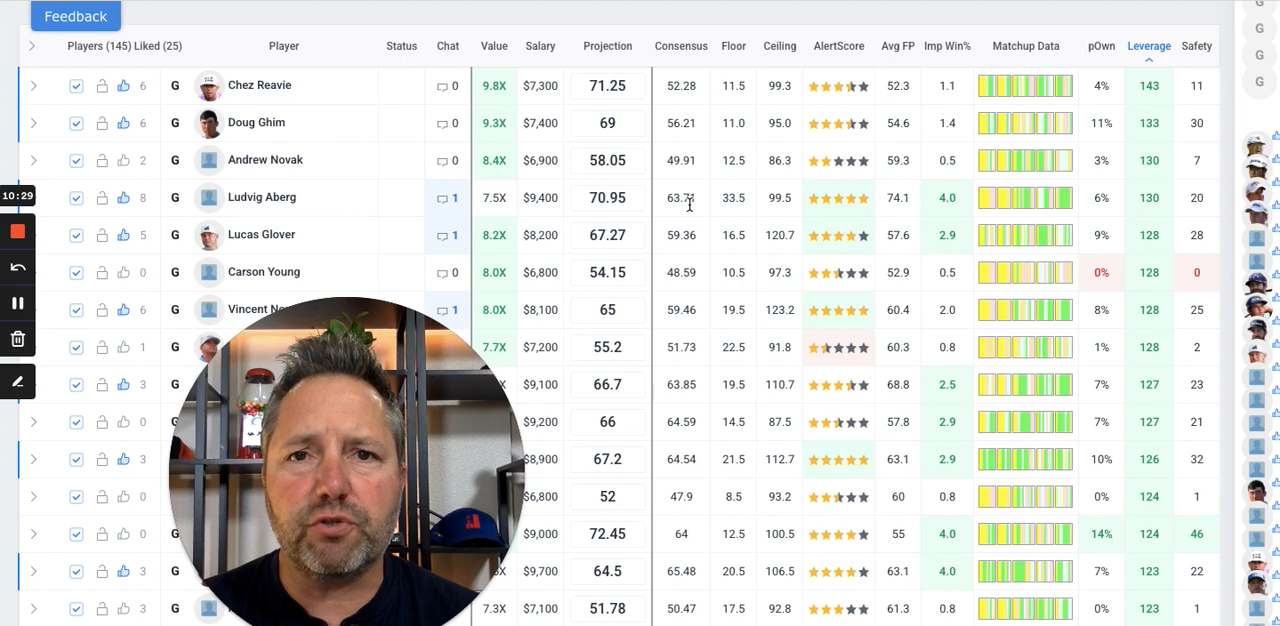 Feedback
Players (145) Liked (25) Player Status Chat Value Salary Projection Consensus Floor Ceiling AlertScore Avg FP Imp Win% Matchup Data pOwn Leverage Safety
6 G Chez Reavie 0 9.8X $7,300 71.25 52.28 11.5 99.3 52.3 1.1 4% 143 11
6 G Doug Ghim 0 9.3X $7,400 69 56.21 11.0 95.0 54.6 1.4 11% 133 30
2 G Andrew Novak 0 8.4X $6,900 58.05 49.91 12.5 86.3 59.3 0.5 3% 130 7
10:29
8 G Ludvig Aberg 1 7.5X $9,400 70.95 63.71 33.5 99.5 74.1 4.0 6% 130 20
5 G Lucas Glover 1 8.2X $8,200 67.27 59.36 16.5 120.7 57.6 2.9 9% 128 28
0 G Carson Young 0 8.0X $6,800 54.15 48.59 10.5 97.3 52.9 0.5 0% 128 0
6 G Vincent 1 8.0X $8,100 65 59.46 19.5 123.2 58.4 2.0 8% 128 25
1 G 7.7X $7,200 55.2 51.73 22.5 91.8 60.3 0.8 1% 128 2
3 G $9,100 66.7 63.85 19.5 110.7 68.8 2.5 7% 127 23
0 G $9,200 66 64.59 14.5 87.5 57.8 2.9 7% 127 21
3 G $8,900 67.2 64.54 21.5 112.7 63.1 2.9 10% 126 32
0 G $6,800 52 47.9 8.5 76.2 60 0.8 0% 124 1
0 G $9,000 72.45 64 12.5 100.5 55 4.0 14% 124 46
3 G $9,700 64.5 65.48 20.5 106.5 63.1 4.0 7% 123 22
3 G 7.3X $7,100 51.78 50.47 17.5 92.8 61.3 0.8 0% 123 1
G
G
G
G